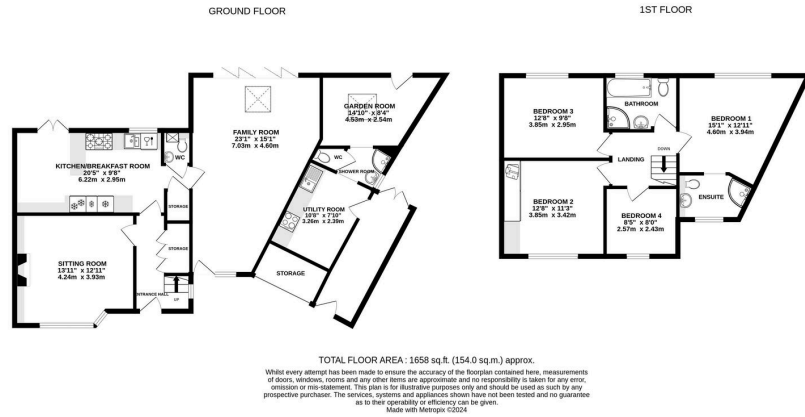 GROUND FLOOR
1ST FLOOR
KITCHEN/BREAKFAST ROOM
20'5" x 9'8"
6.22m x 2.95m
WC
STORAGE
STORAGE
SITTING ROOM
13'11" x 12'11"
4.24m x 3.93m
ENTRANCE HALL
UP
FAMILY ROOM
23'1" x 15'1"
7.03m x 4.60m
GARDEN ROOM
14'10" x 8'4"
4.53m x 2.54m
WC
SHOWER ROOM
UTILITY ROOM
10'8" x 7'10"
3.26m x 2.39m
STORAGE
BEDROOM 3
12'8" x 9'8"
3.85m x 2.95m
BATHROOM
BEDROOM 1
15'1" x 12'11"
4.60m x 3.94m
DOWN
LANDING
BEDROOM 2
12'8" x 11'3"
3.85m x 3.42m
BEDROOM 4
8'5" x 8'0"
2.57m x 2.43m
ENSUITE
TOTAL FLOOR AREA : 1658 sq.ft. (154.0 sq.m.) approx.
Whilst every attempt has been made to ensure the accuracy of the floorplan contained here, measurements
of doors, windows, rooms and any other items are approximate and no responsibility is taken for any error,
omission or mis-statement. This plan is for illustrative purposes only and should be used as such by any
prospective purchaser. The services, systems and appliances shown have not been tested and no guarantee
as to their operability or efficiency can be given.
Made with Metropix ©2024